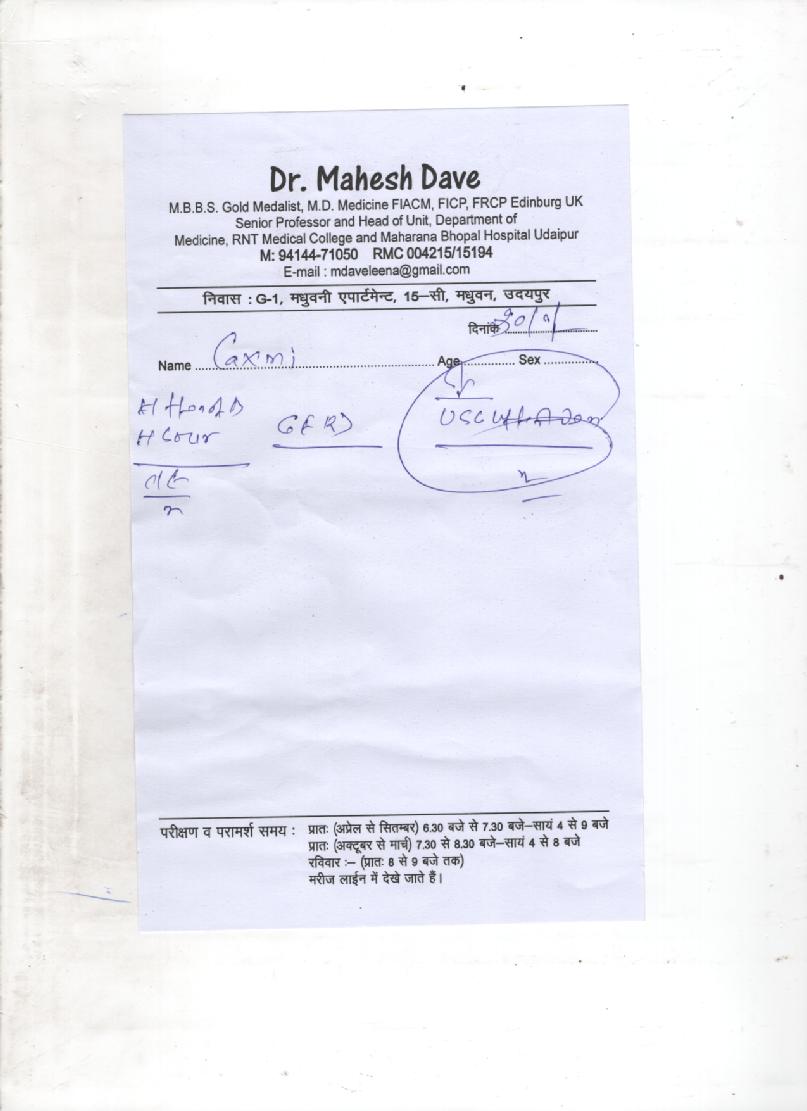 Dr. Mahesh Dave
M.B.B.S. Gold Medalist, M.D. Medicine FIACM, FICP, FRCP Edinburg UK
Senior Professor and Head of Unit, Department of
Medicine, RNT Medical College and Maharana Bhopal Hospital Udaipur
M: 94144-71050 RMC 004215/15194
E-mail : mdaveleena@gmail.com
निवास : G-1, मधुवनी एपार्टमेन्ट, 15–सी, मधुवन, उदयपुर
दिनांक
Name Laxmi Age Sex
GERD
USG
परीक्षण व परामर्श समय : प्रातः (अप्रेल से सितम्बर) 6.30 बजे से 7.30 बजे–सायं 4 से 9 बजे
प्रातः (अक्टूबर से मार्च) 7.30 से 8.30 बजे–सायं 4 से 8 बजे
रविवार :– (प्रातः 8 से 9 बजे तक)
मरीज लाईन में देखे जाते हैं।